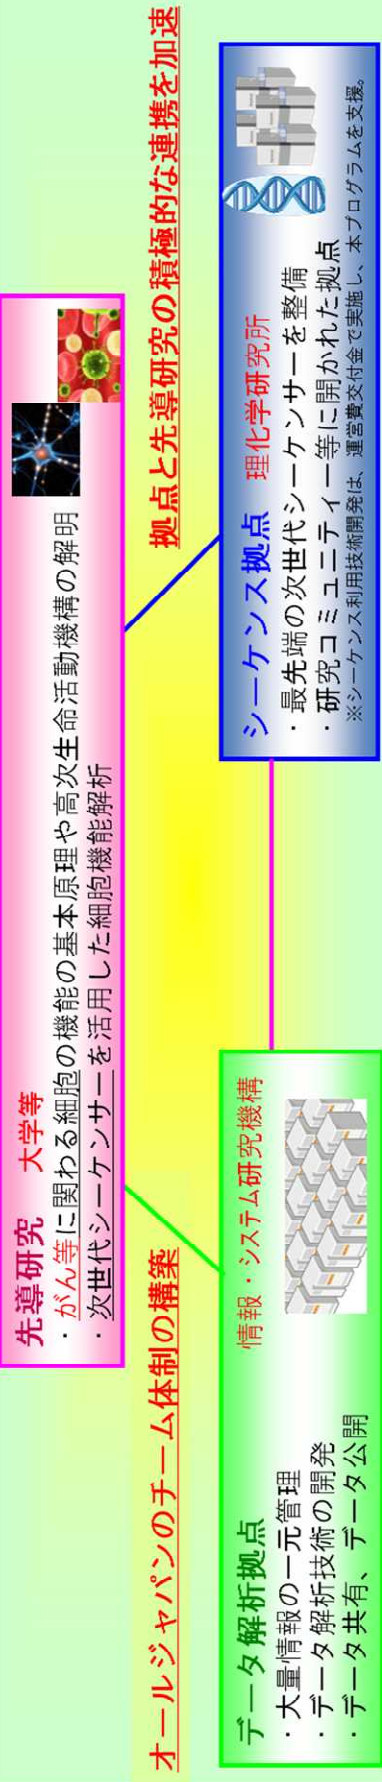 先導研究　大学等
・がん等に関わる細胞の機能の基本原理や高次生命活動機構の解明
・次世代シーケンサーを活用した細胞機能解析
オールジャパンのチーム体制の構築
拠点と先導研究の積極的な連携を加速
データ解析拠点
情報・システム研究機構
・大量情報の一元管理
・データ解析技術の開発
・データ共有、データ公開
シーケンス拠点　理化学研究所
・最先端の次世代シーケンサーを整備
・研究コミュニティー等に開かれた拠点
※シーケンス利用技術開発は、運営費交付金で実施し、本プログラムを支援。